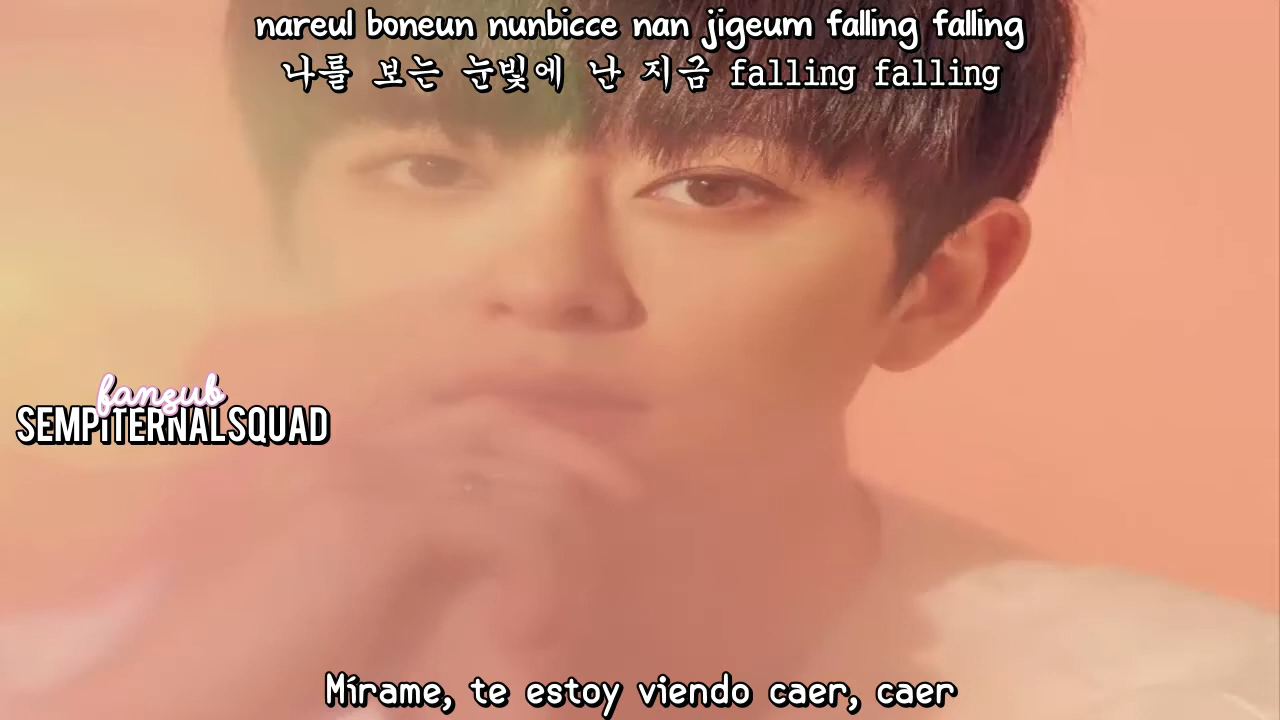 nareul boneun nunbicce nan jigeum falling falling
나를 보는 눈빛에 난 지금 falling falling
fansub
SEMPITERNALSQUAD
Mírame, te estoy viendo caer, caer